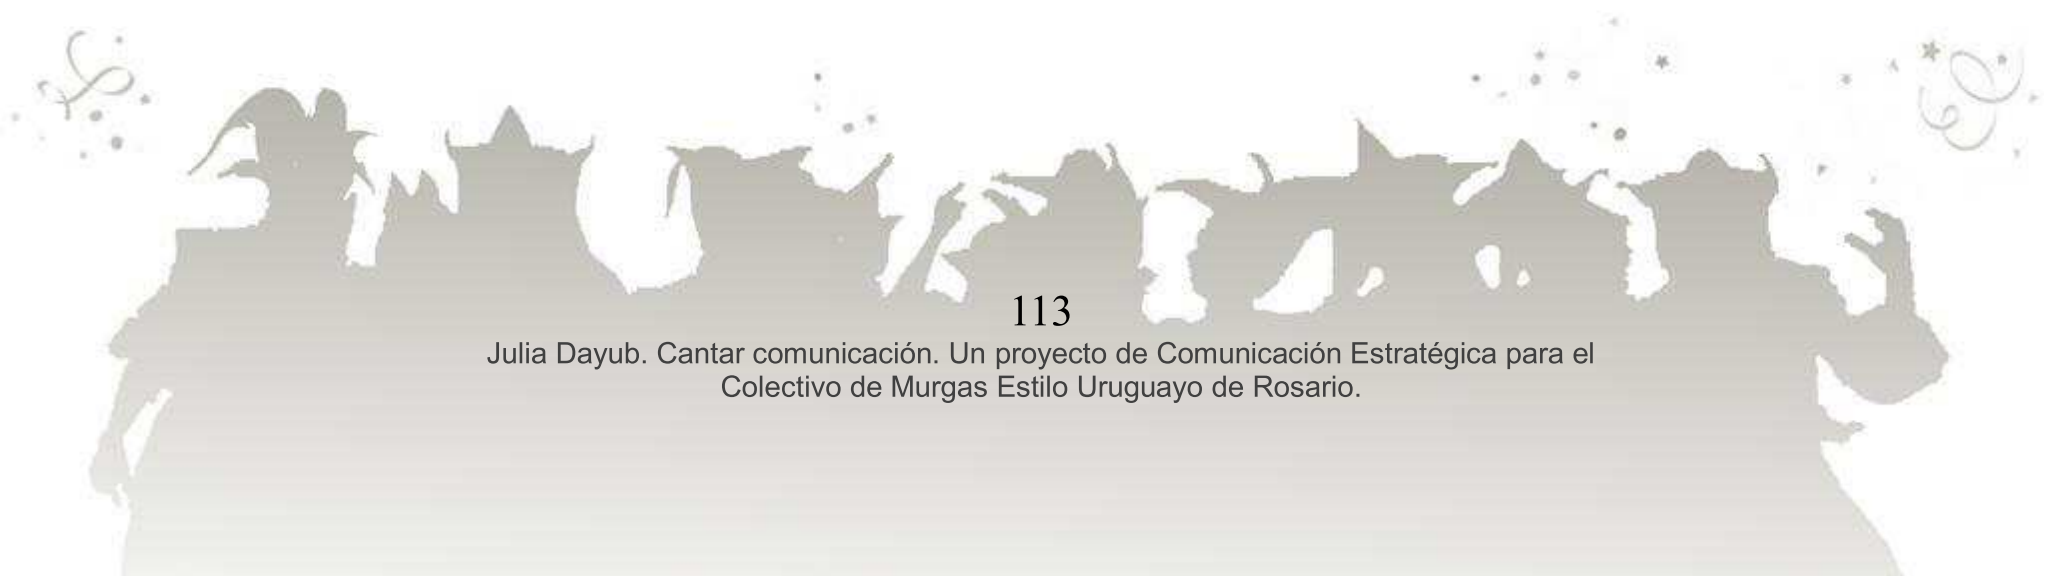 113
Julia Dayub. Cantar comunicación. Un proyecto de Comunicación Estratégica para el
Colectivo de Murgas Estilo Uruguayo de Rosario.